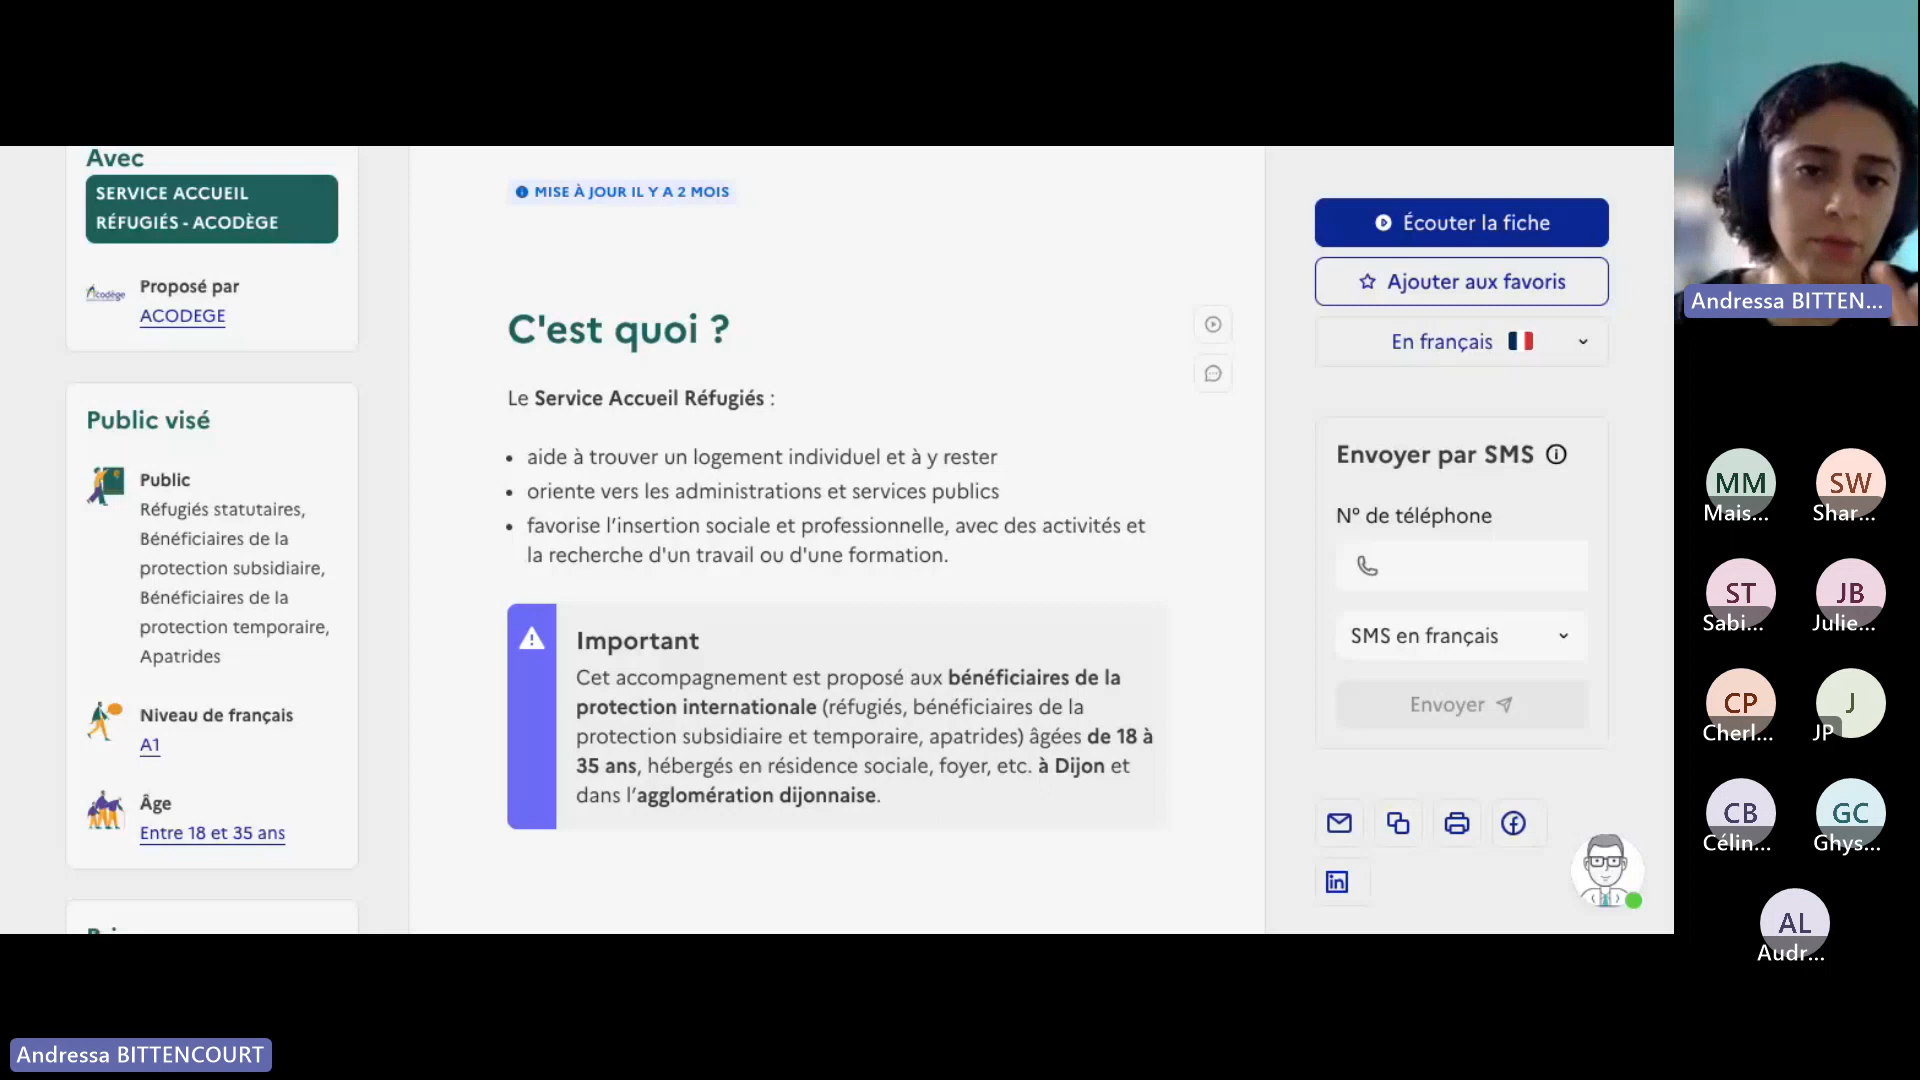 Avec
SERVICE ACCUEIL
RÉFUGIÉS - ACODÈGE
Acodège
Proposé par
ACODEGE
Public visé
Public
Réfugiés statutaires,
Bénéficiaires de la
protection subsidiaire,
Bénéficiaires de la
protection temporaire,
Apatrides
Niveau de français
A1
Âge
Entre 18 et 35 ans
MISE À JOUR IL Y A 2 MOIS
C'est quoi ?
Le Service Accueil Réfugiés :
• aide à trouver un logement individuel et à y rester
• oriente vers les administrations et services publics
• favorise l’insertion sociale et professionnelle, avec des activités et
la recherche d'un travail ou d'une formation.
Important
Cet accompagnement est proposé aux bénéficiaires de la
protection internationale (réfugiés, bénéficiaires de la
protection subsidiaire et temporaire, apatrides) âgées de 18 à
35 ans, hébergés en résidence sociale, foyer, etc. à Dijon et
dans l’agglomération dijonnaise.
Écouter la fiche
Ajouter aux favoris
En français
Envoyer par SMS
N° de téléphone
SMS en français
Envoyer
Andressa BITTEN...
MM
Mais...
SW
Shar...
ST
Sabi...
JB
Julie...
CP
Cherl...
J
JP
CB
Célin...
GC
Ghys...
AL
Audr...
Andressa BITTENCOURT